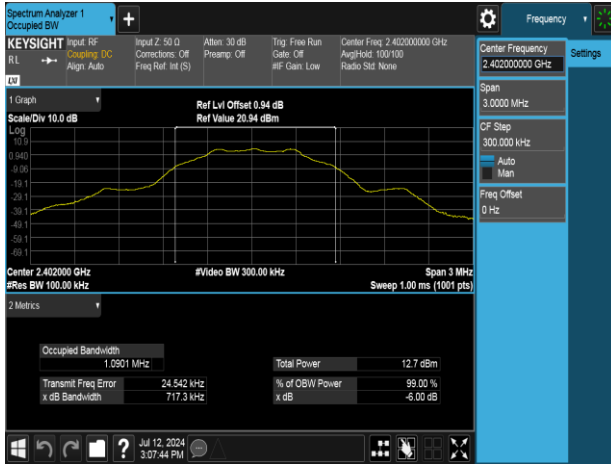 Spectrum Analyzer 1
Occupied BW
+
Frequency
KEYSIGHT
RL
LXI
Input: RF
Coupling: DC
Align: Auto
Input Z: 50 Ω
Corrections: Off
Freq Ref: Int (S)
Atten: 30 dB
Preamp: Off
Trig: Free Run
Gate: Off
#IF Gain: Low
Center Freq: 2.402000000 GHz
Avg|Hold: 100/100
Radio Std: None
Center Frequency
2.402000000 GHz
Settings
Span
3.0000 MHz
CF Step
300.000 kHz
Auto
Man
Freq Offset
0 Hz
1 Graph
Scale/Div 10.0 dB
Ref Lvl Offset 0.94 dB
Ref Value 20.94 dBm
Log
10.9
0.940
-9.06
-19.1
-29.1
-39.1
-49.1
-59.1
-69.1
Center 2.402000 GHz
#Video BW 300.00 kHz
Span 3 MHz
#Res BW 100.00 kHz
Sweep 1.00 ms (1001 pts)
2 Metrics
Occupied Bandwidth
1.0901 MHz
Total Power
12.7 dBm
Transmit Freq Error
24.542 kHz
% of OBW Power
99.00 %
x dB Bandwidth
717.3 kHz
x dB
-6.00 dB
?
Jul 12, 2024
3:07:44 PM